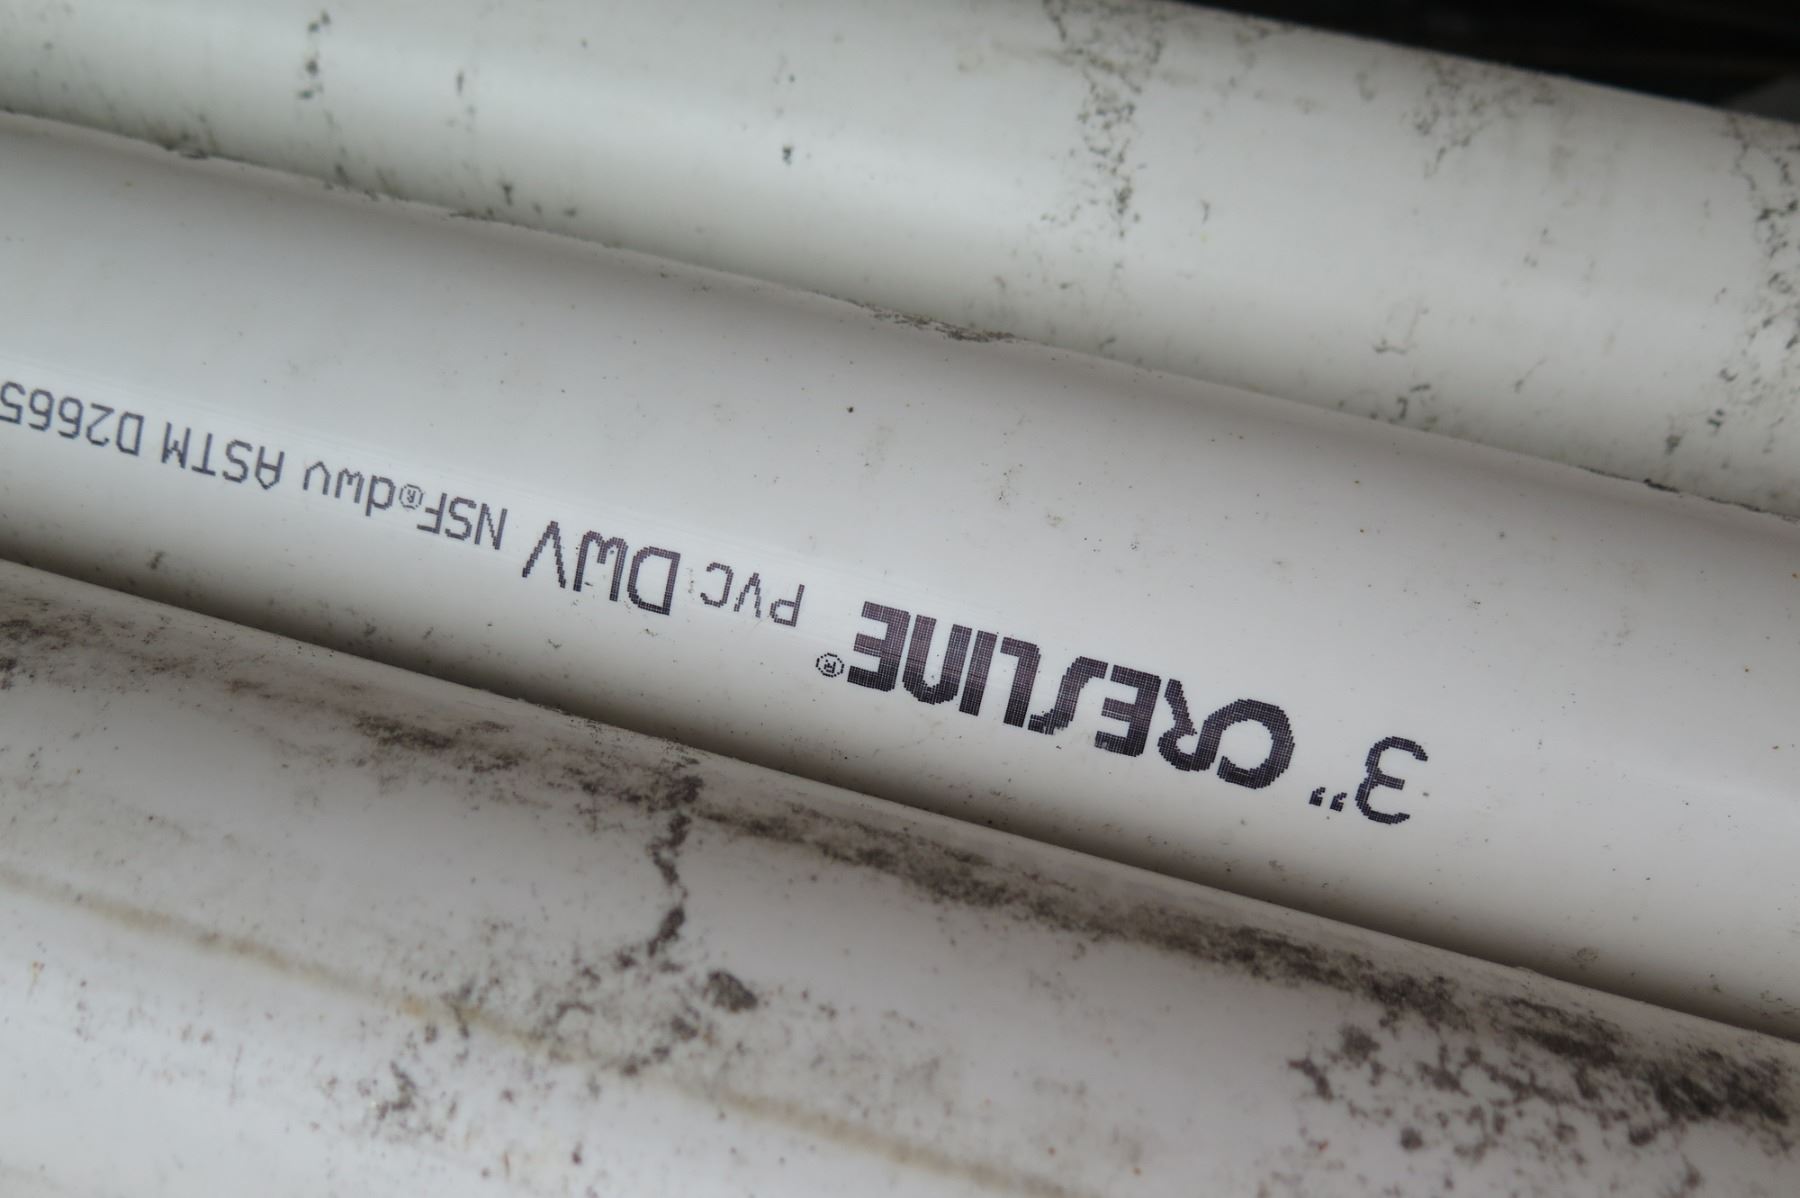 3" CRESLINE® PVC DWV NSF®dwv ASTM D2665